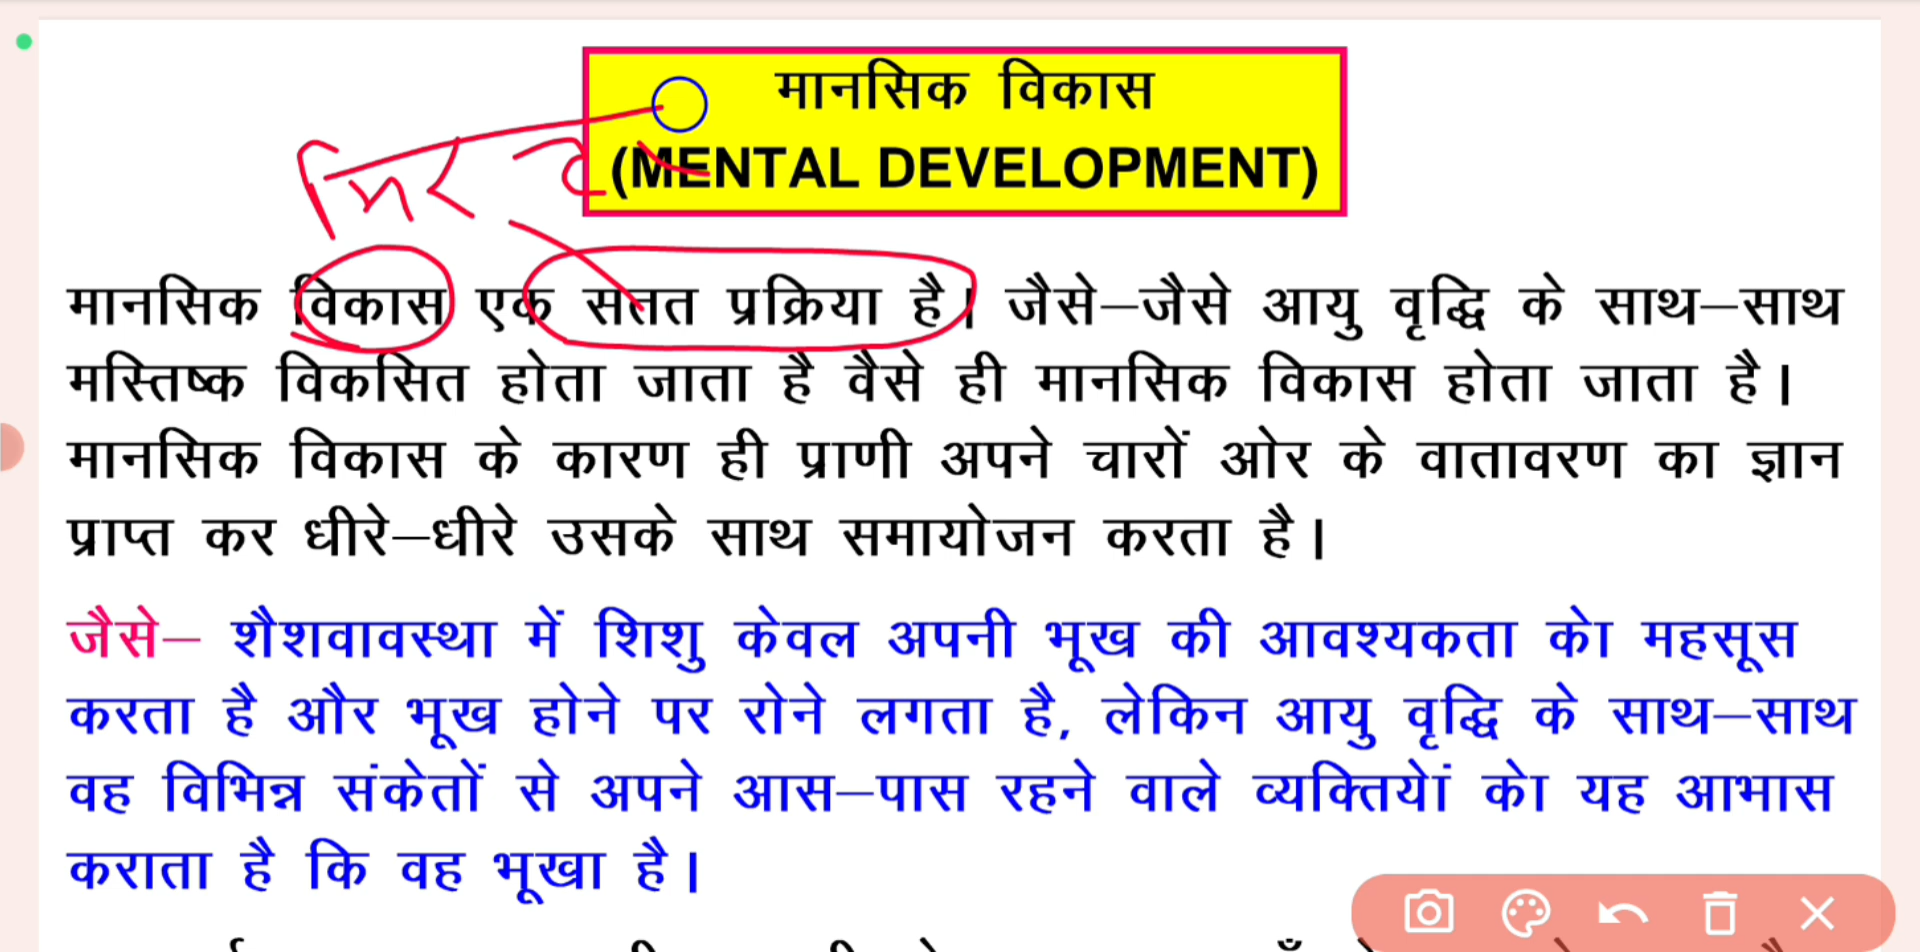 मानसिक विकास
(MENTAL DEVELOPMENT)
मानसिक विकास एक सतत प्रक्रिया है। जैसे–जैसे आयु वृद्धि के साथ–साथ
मस्तिष्क विकसित होता जाता है वैसे ही मानसिक विकास होता जाता है।
मानसिक विकास के कारण ही प्राणी अपने चारों ओर के वातावरण का ज्ञान
प्राप्त कर धीरे–धीरे उसके साथ समायोजन करता है।
जैसे– शैशवावस्था में शिशु केवल अपनी भूख की आवश्यकता केा महसूस
करता है और भूख होने पर रोने लगता है, लेकिन आयु वृद्धि के साथ–साथ
वह विभिन्न संकेतों से अपने आस–पास रहने वाले व्यक्तियेां केा यह आभास
कराता है कि वह भूखा है।